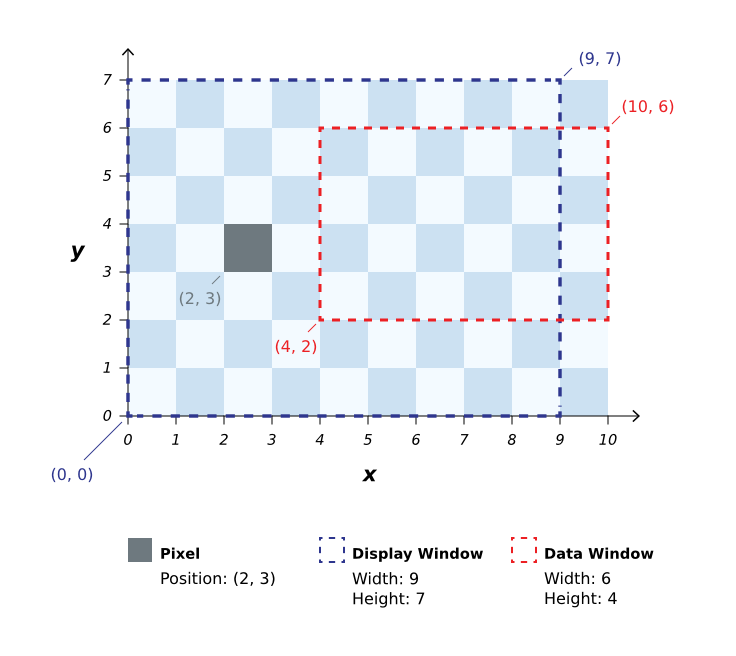 (9, 7)
7
(10, 6)
6
5
4
y
3
(2, 3)
2
(4, 2)
1
0
0 1 2 3 4 5 6 7 8 9 10
(0, 0)
x
Pixel
Position: (2, 3)
Display Window
Width: 9
Height: 7
Data Window
Width: 6
Height: 4